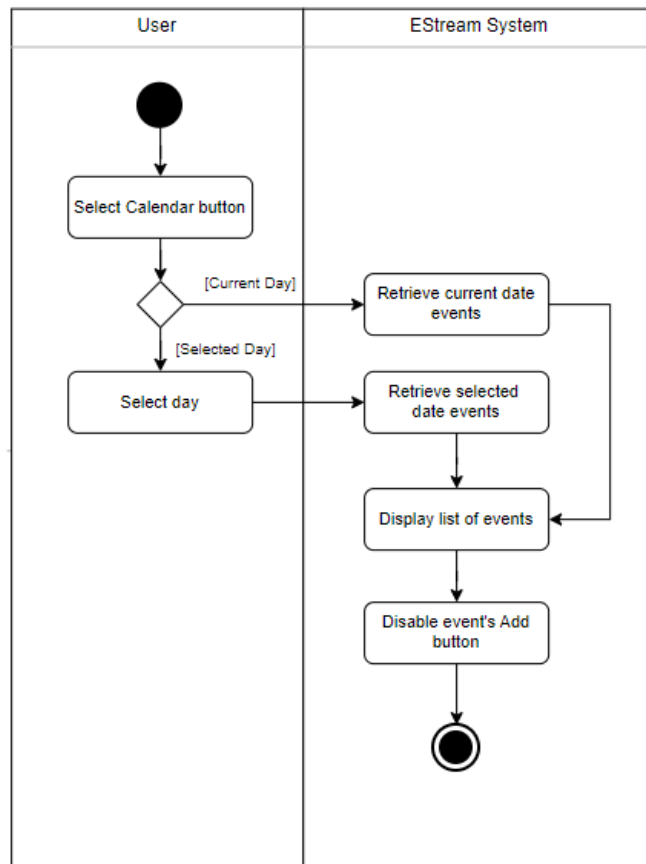 User
EStream System
Select Calendar button
[Current Day]
Retrieve current date
events
[Selected Day]
Select day
Retrieve selected
date events
Display list of events
Disable event's Add
button